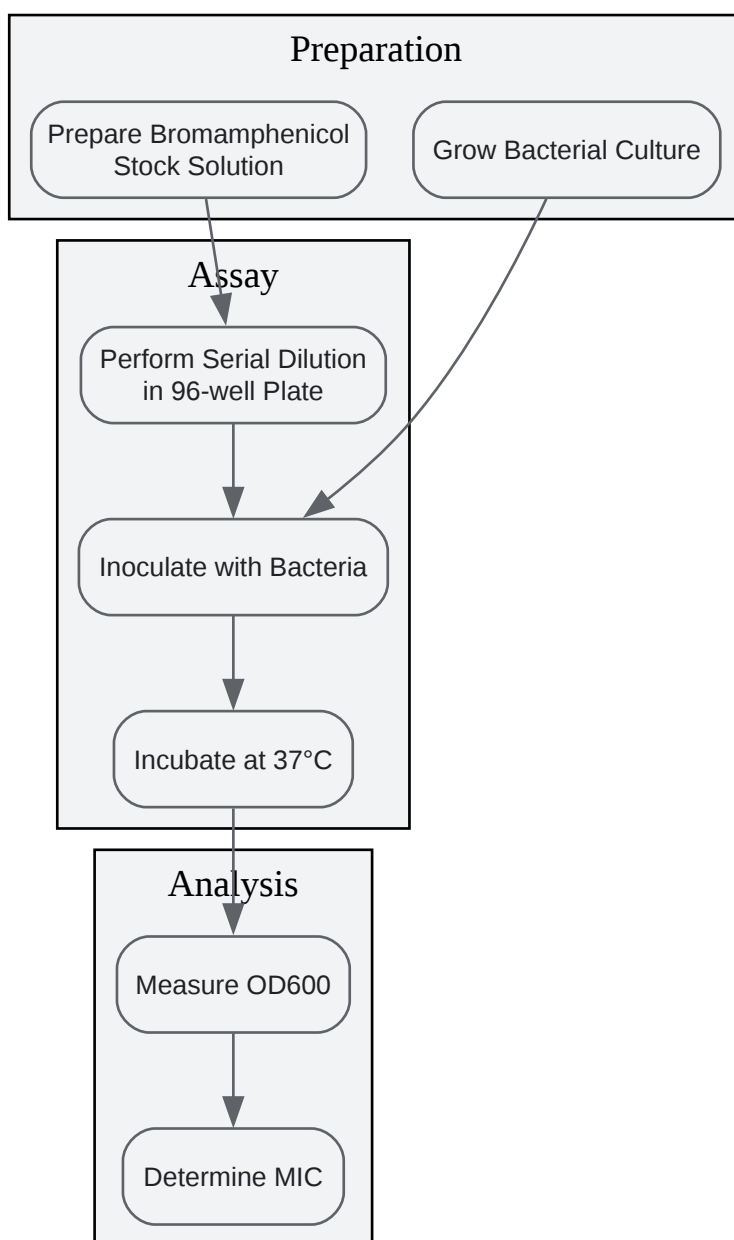 Preparation
Prepare Bromamphenicol
Stock Solution
Grow Bacterial Culture
Assay
Perform Serial Dilution
in 96-well Plate
Inoculate with Bacteria
Incubate at 37°C
Analysis
Measure OD600
Determine MIC